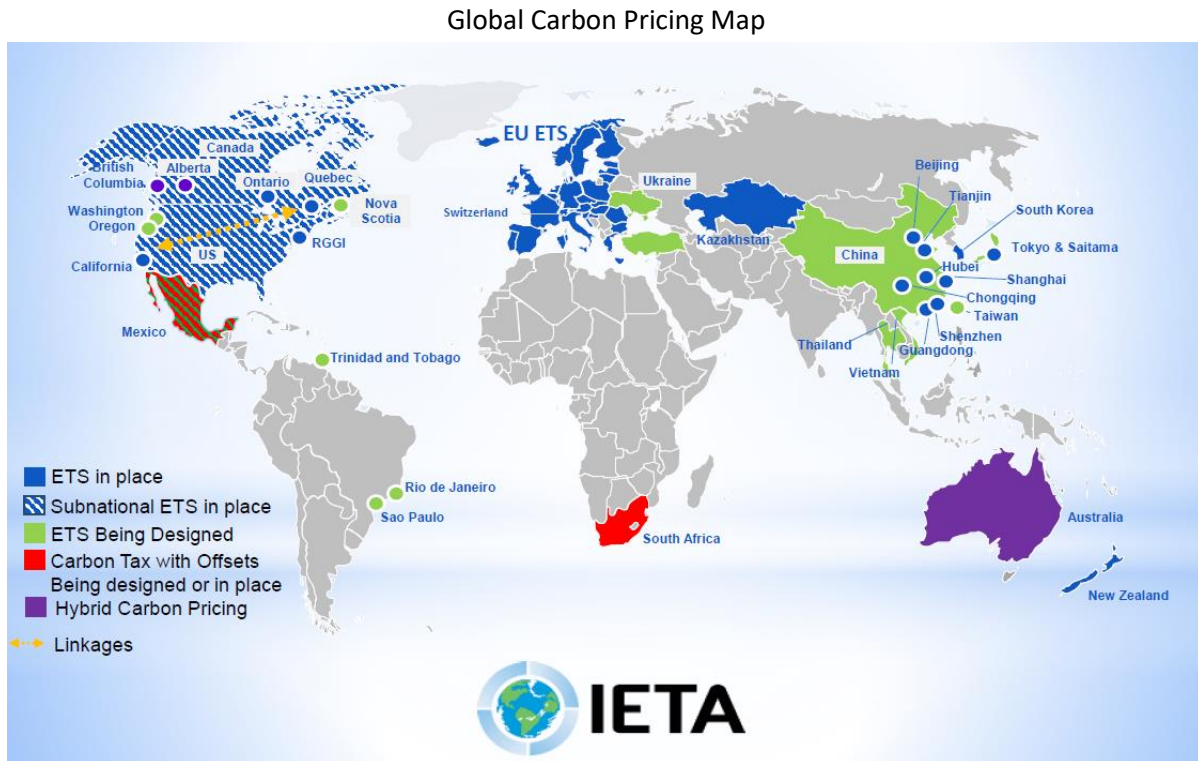 Global Carbon Pricing Map
EU ETS
Canada
British
Columbia
Alberta
Ontario
Quebec
Nova
Scotia
Washington
Oregon
US
RGGI
California
Mexico
Switzerland
Ukraine
Kazakhstan
Beijing
Tianjin
South Korea
Tokyo & Saitama
China
Hubei
Shanghai
Chongqing
Taiwan
Shenzhen
Guangdong
Thailand
Vietnam
Trinidad and Tobago
Rio de Janeiro
Sao Paulo
South Africa
Australia
New Zealand
ETS in place
Subnational ETS in place
ETS Being Designed
Carbon Tax with Offsets
Being designed or in place
Hybrid Carbon Pricing
Linkages
IETA